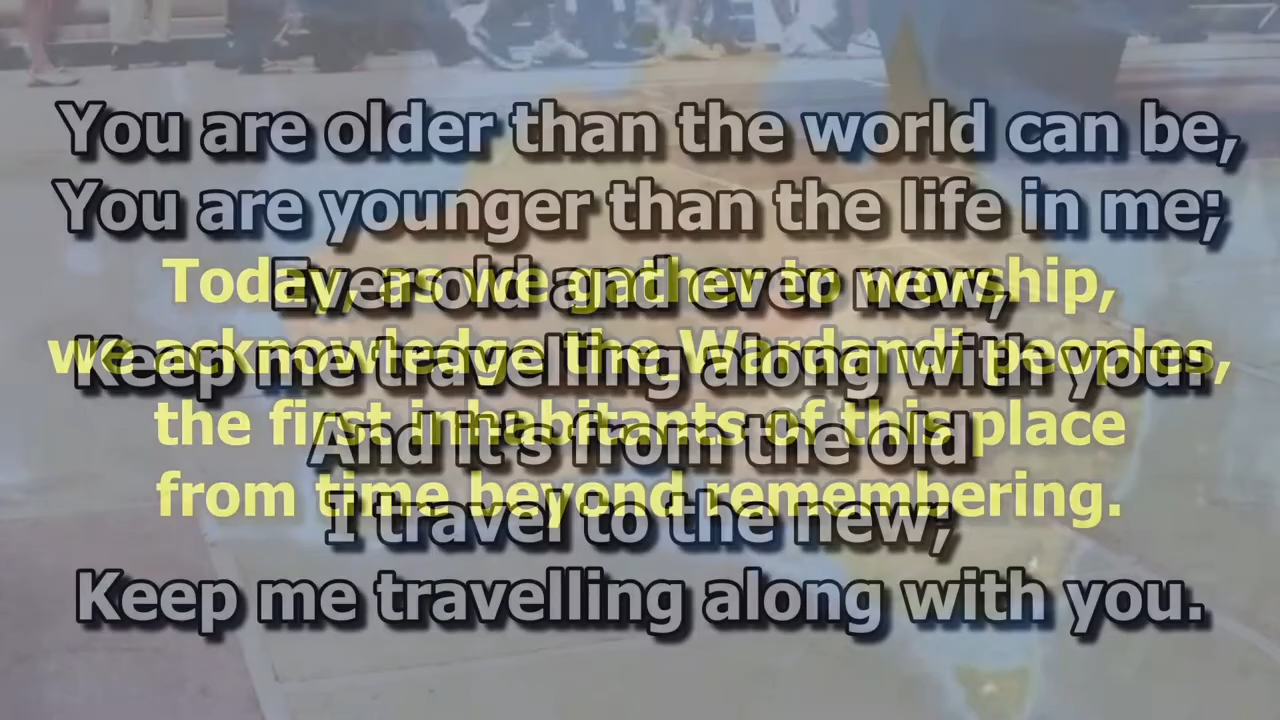 You are older than the world can be,
You are younger than the life in me;
Ever old and ever new,
Keep me travelling along with you.
And it's from the old
I travel to the new;
Keep me travelling along with you.
Today, as we gather to worship,
we acknowledge the Wardandi peoples,
the first inhabitants of this place
from time beyond remembering.